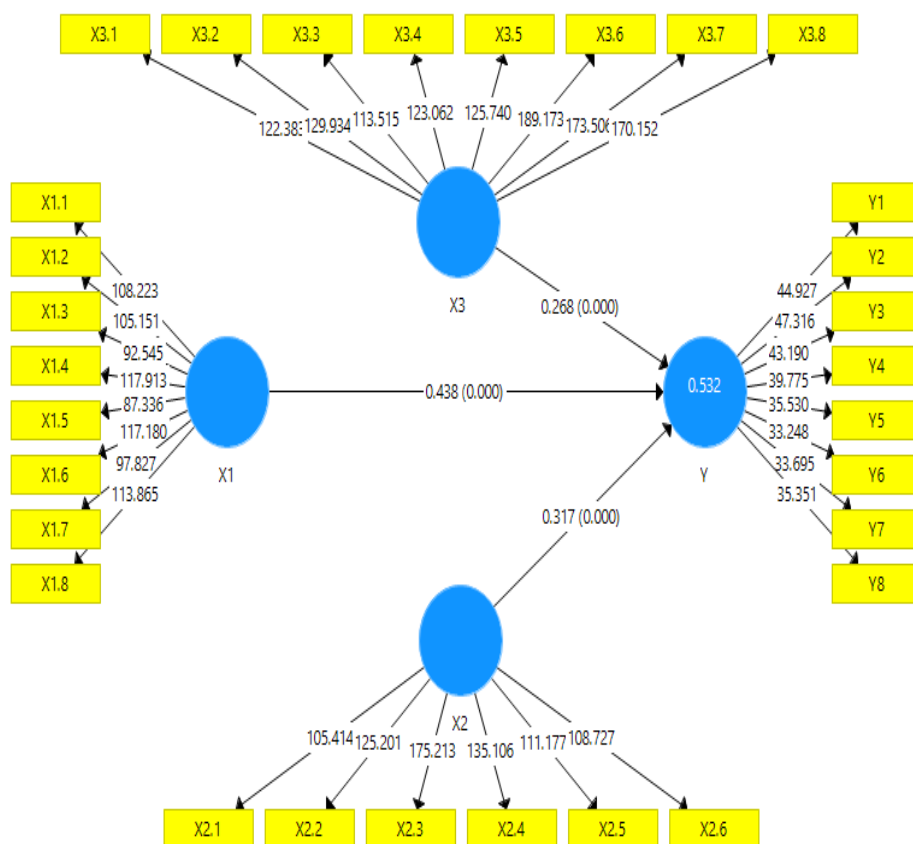 X3.1 X3.2 X3.3 X3.4 X3.5 X3.6 X3.7 X3.8
122.383 129.934 113.515 123.062 125.740 189.173 173.506 170.152
X3
X1.1
X1.2
X1.3
X1.4
X1.5
X1.6
X1.7
X1.8
108.223
105.151
92.545
117.913
87.336
117.180
97.827
113.865
X1
0.268 (0.000)
0.438 (0.000)
0.317 (0.000)
0.532
Y
44.927
47.316
43.190
39.775
35.530
33.248
33.695
35.351
Y1
Y2
Y3
Y4
Y5
Y6
Y7
Y8
X2
105.414 125.201 175.213 135.106 111.177 108.727
X2.1 X2.2 X2.3 X2.4 X2.5 X2.6